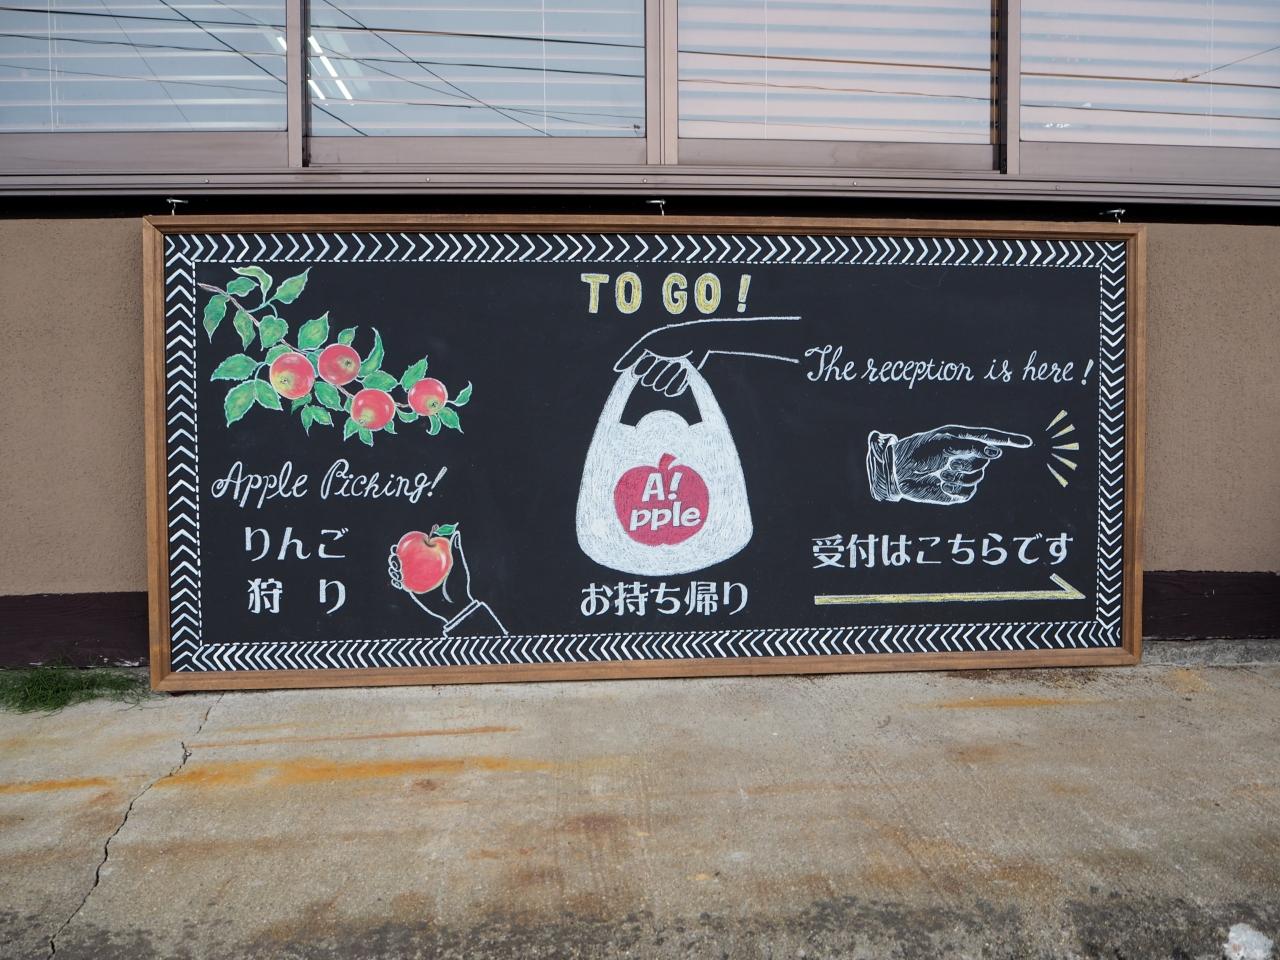 Apple Picking!
りんご
狩り
TO GO!
A!
pple
お持ち帰り
The reception is here!
受付はこちらです